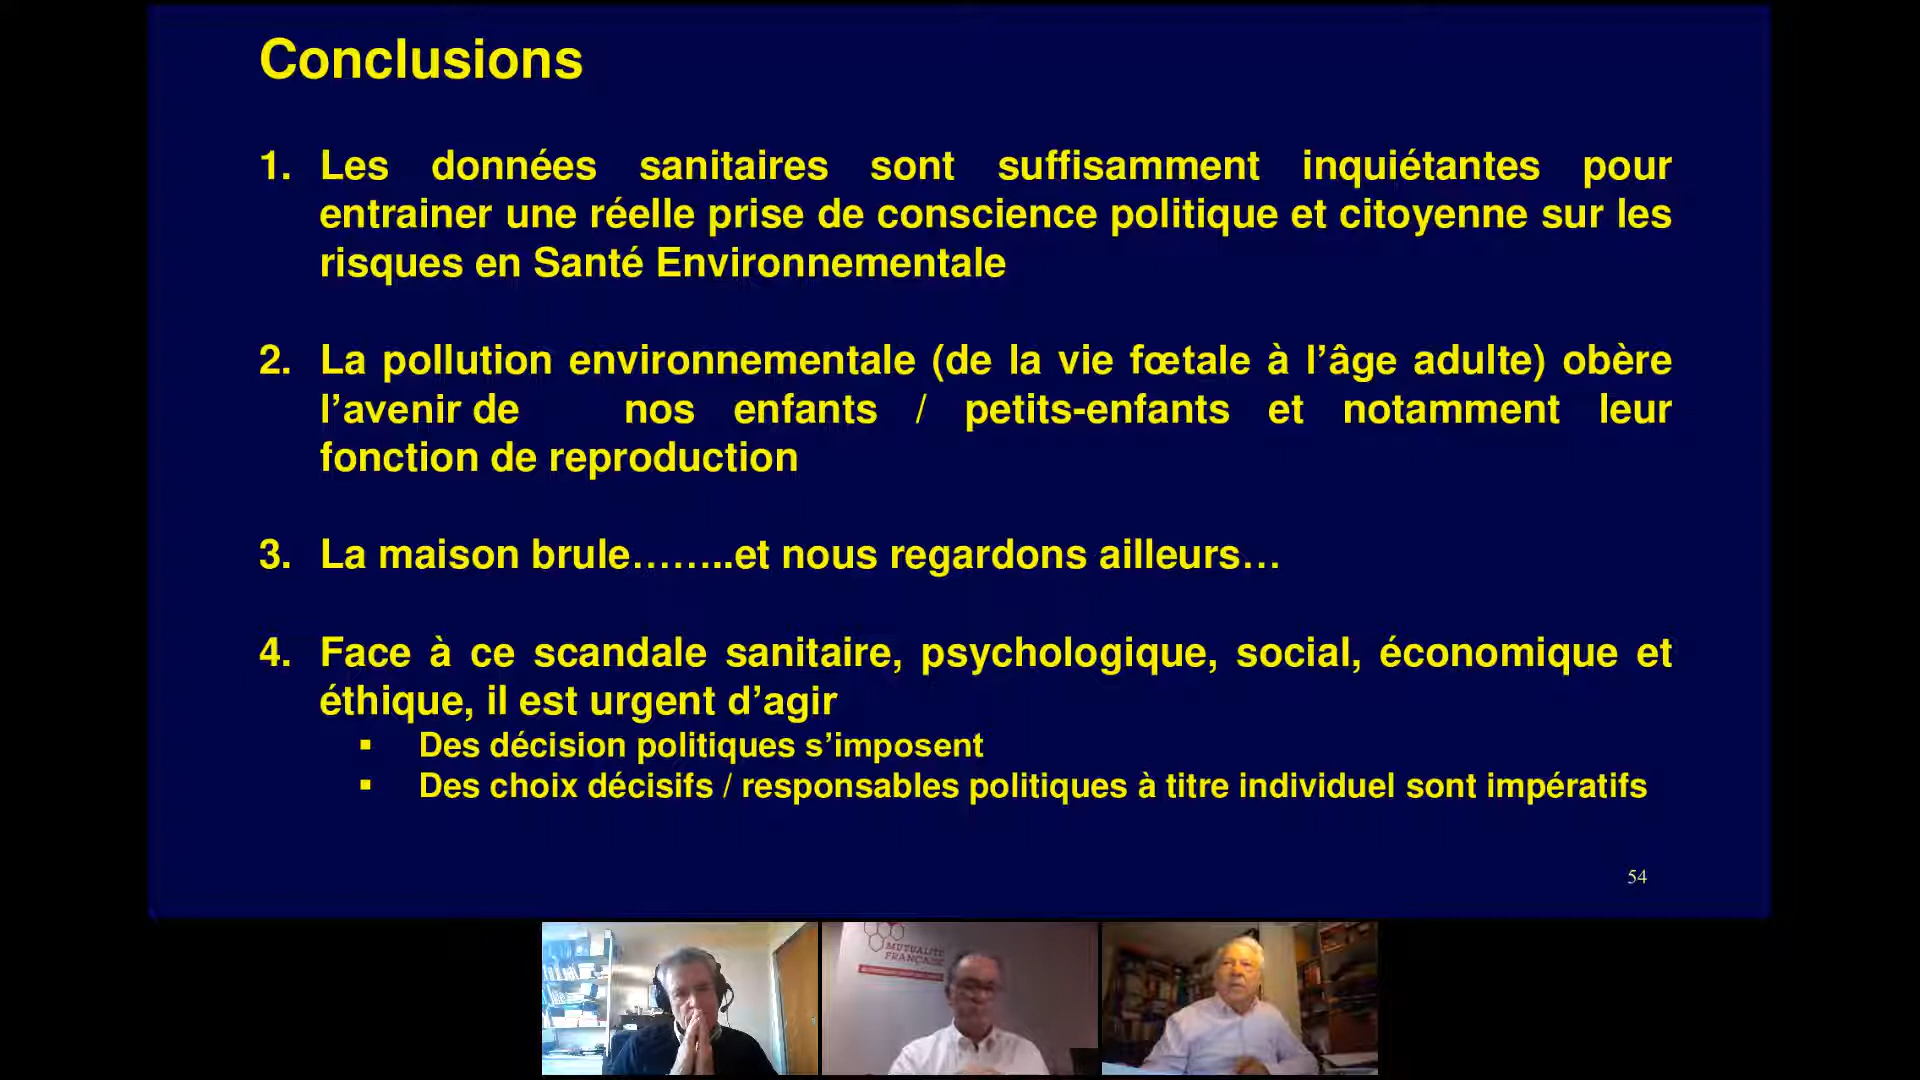 Conclusions
1. Les données sanitaires sont suffisamment inquiétantes pour
entrainer une réelle prise de conscience politique et citoyenne sur les
risques en Santé Environnementale
2. La pollution environnementale (de la vie fœtale à l’âge adulte) obère
l’avenir de nos enfants / petits-enfants et notamment leur
fonction de reproduction
3. La maison brule……..et nous regardons ailleurs…
4. Face à ce scandale sanitaire, psychologique, social, économique et
éthique, il est urgent d’agir
▪ Des décision politiques s’imposent
▪ Des choix décisifs / responsables politiques à titre individuel sont impératifs
54
MUTUALITÉ
FRANÇAISE